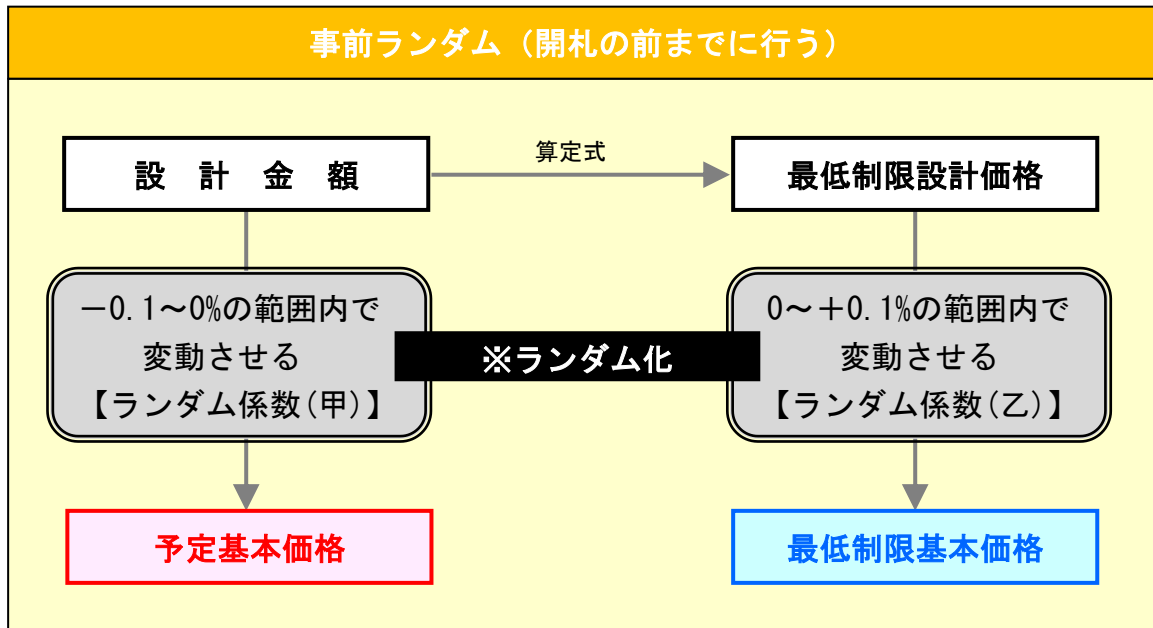 事前ランダム（開札の前までに行う）
設　計　金　額
算定式
最低制限設計価格
－0.1～0%の範囲内で
変動させる
【ランダム係数(甲)】
※ランダム化
0～＋0.1%の範囲内で
変動させる
【ランダム係数(乙)】
予定基本価格
最低制限基本価格